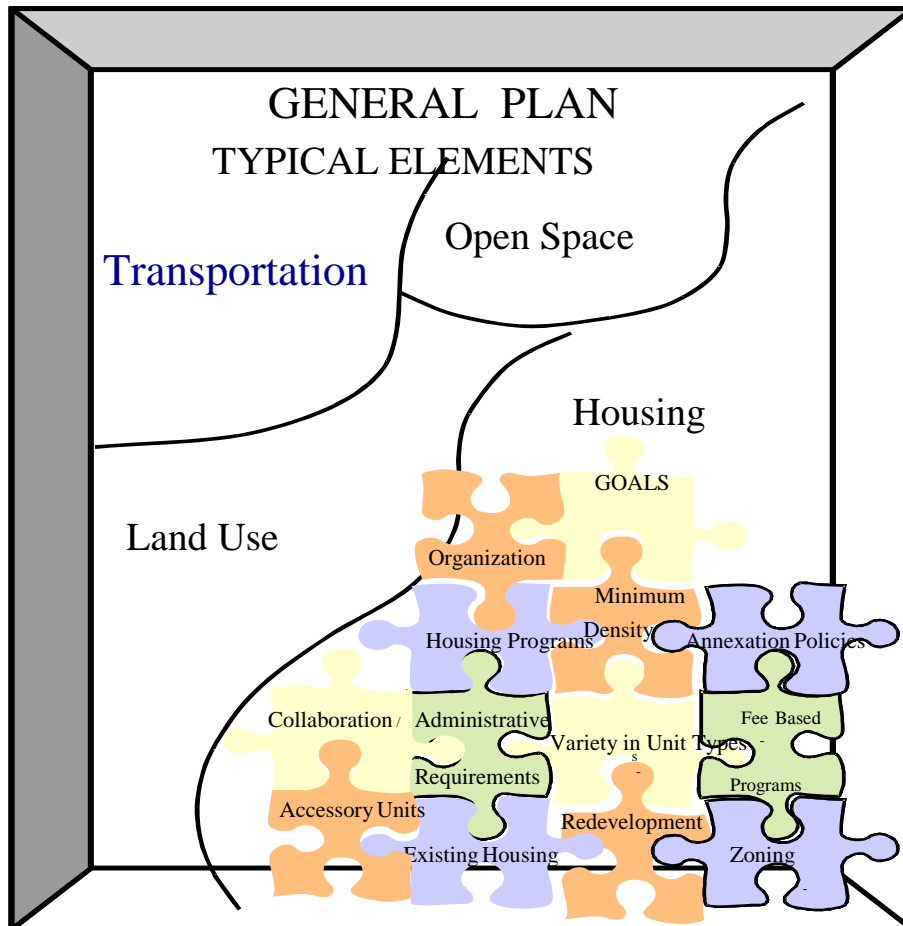 GENERAL PLAN
TYPICAL ELEMENTS
Open Space
Transportation
Housing
GOALS
Land Use
Organization
Minimum
Density
Housing Programs
Annexation Policies
Collaboration /
Administrative
Requirements
Variety in Unit Types
s
-
Fee Based
-
Programs
Accessory Units
Redevelopment
Existing Housing
Zoning
-